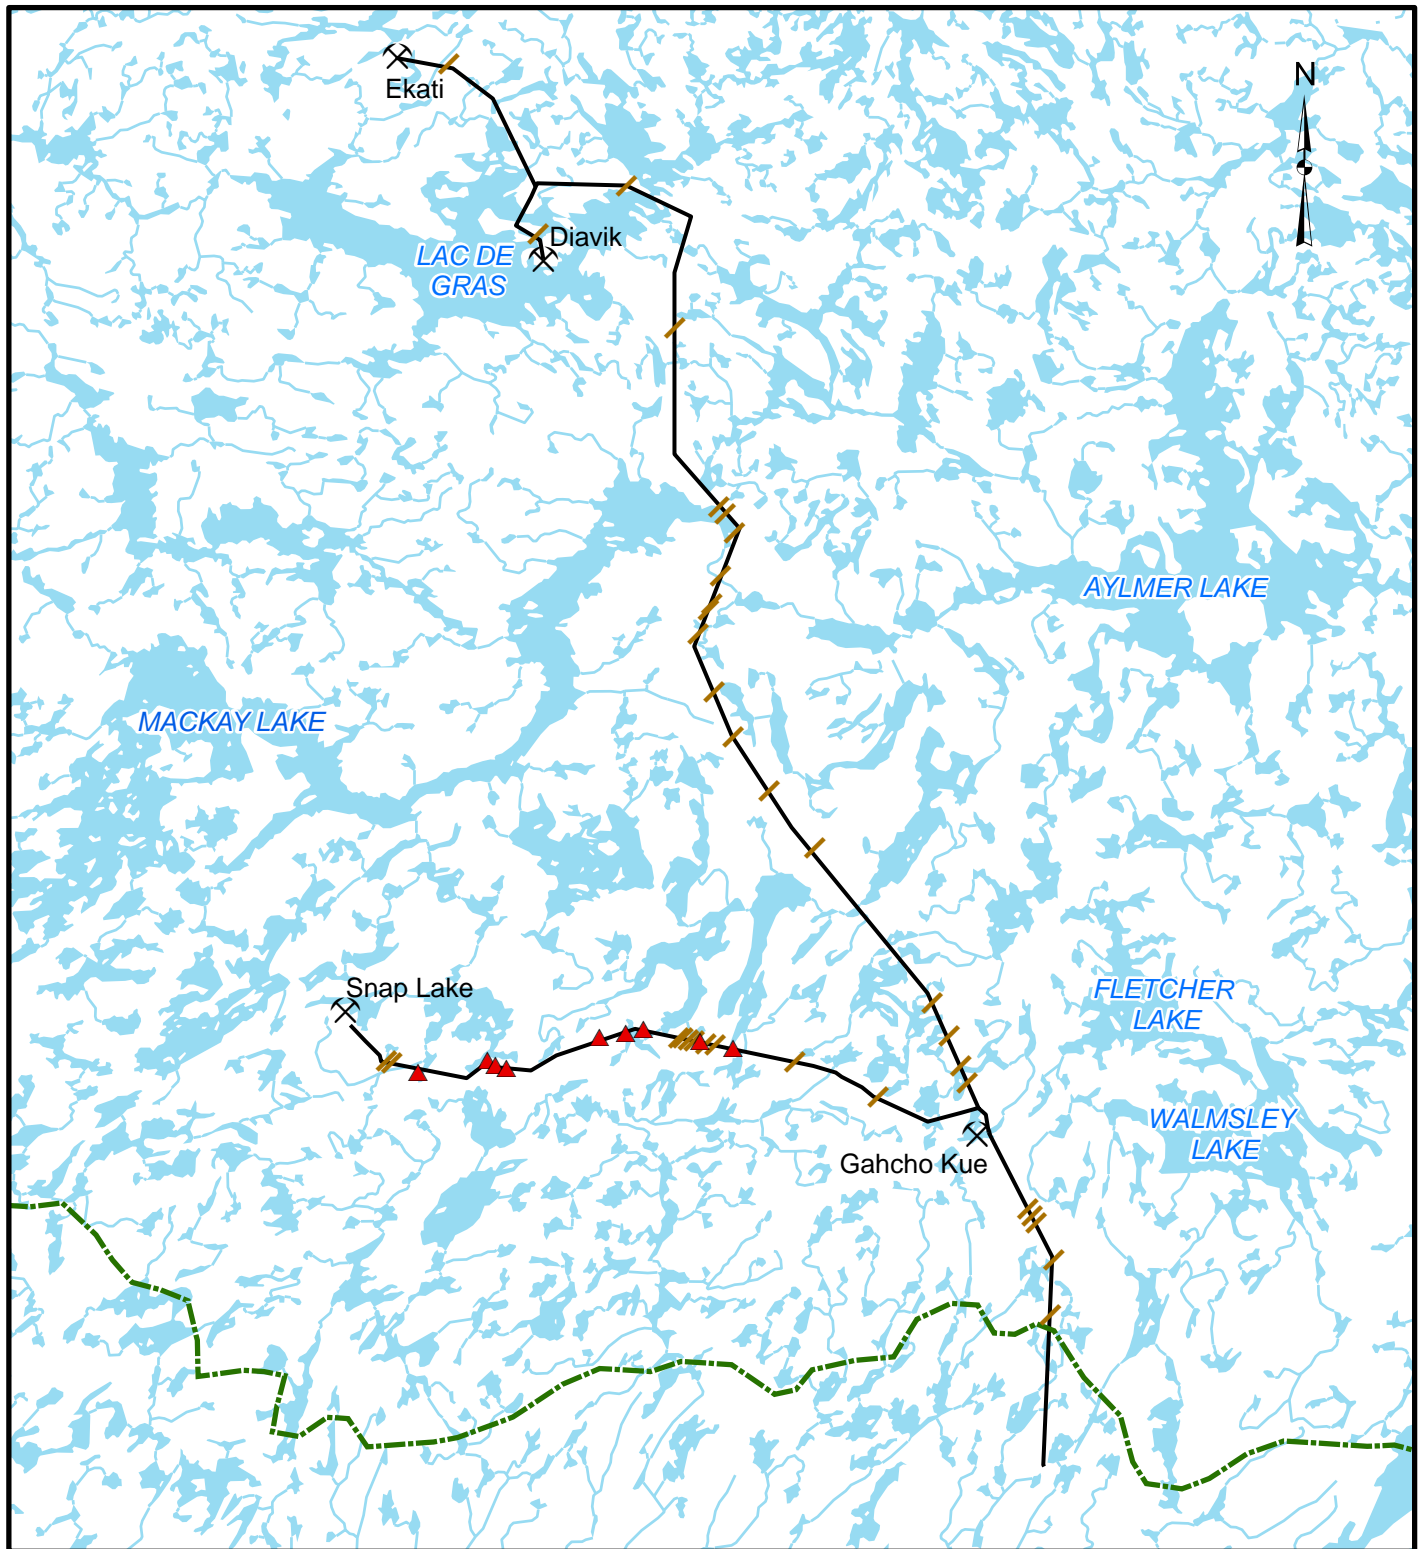 Ekati
N
Diavik
LAC DE
GRAS
AYLMER LAKE
MACKAY LAKE
Snap Lake
FLETCHER
LAKE
WALMSLEY
LAKE
Gahcho Kue